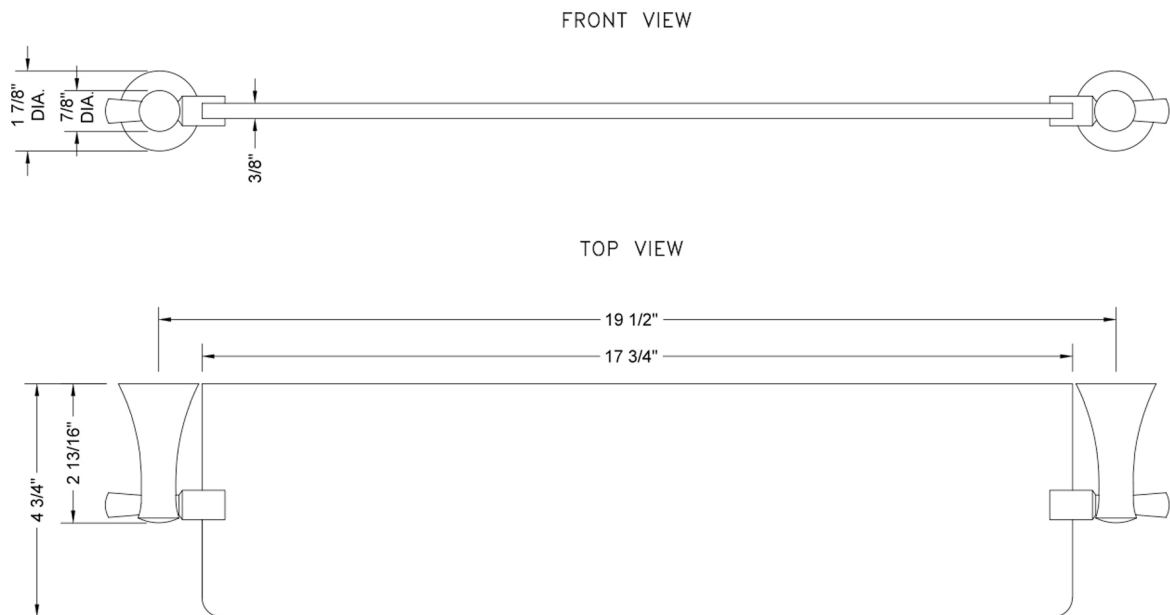 FRONT VIEW
1 7/8"
DIA.
7/8"
DIA.
3/8"
TOP VIEW
19 1/2"
17 3/4"
4 3/4"
2 13/16"